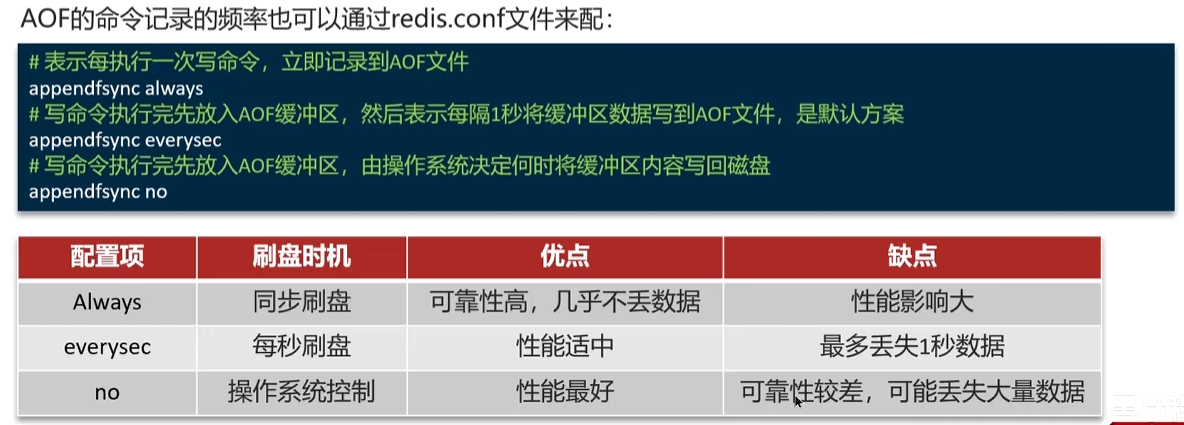 AOF的命令记录的频率也可以通过redis.conf文件来配:
# 表示每执行一次写命令，立即记录到AOF文件
appendfsync always
# 写命令执行完先放入AOF缓冲区，然后表示每隔1秒将缓冲区数据写到AOF文件，是默认方案
appendfsync everysec
# 写命令执行完先放入AOF缓冲区，由操作系统决定何时将缓冲区内容写回磁盘
appendfsync no
配置项 刷盘时机 优点 缺点
Always 同步刷盘 可靠性高，几乎不丢数据 性能影响大
everysec 每秒刷盘 性能适中 最多丢失1秒数据
no 操作系统控制 性能最好 可靠性较差，可能丢失大量数据